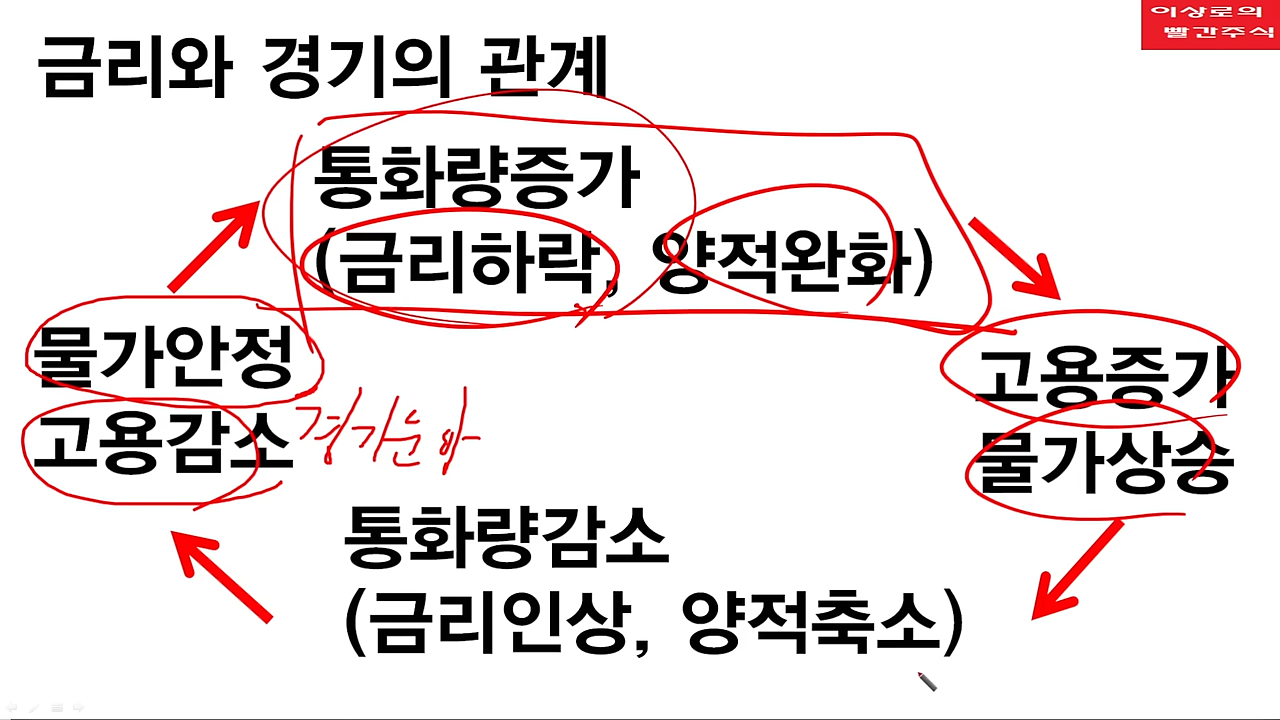 이상로의
빨간주식
금리와 경기의 관계
통화량증가
(금리하락, 양적완화)
물가안정
고용감소
고용증가
물가상승
통화량감소
(금리인상, 양적축소)